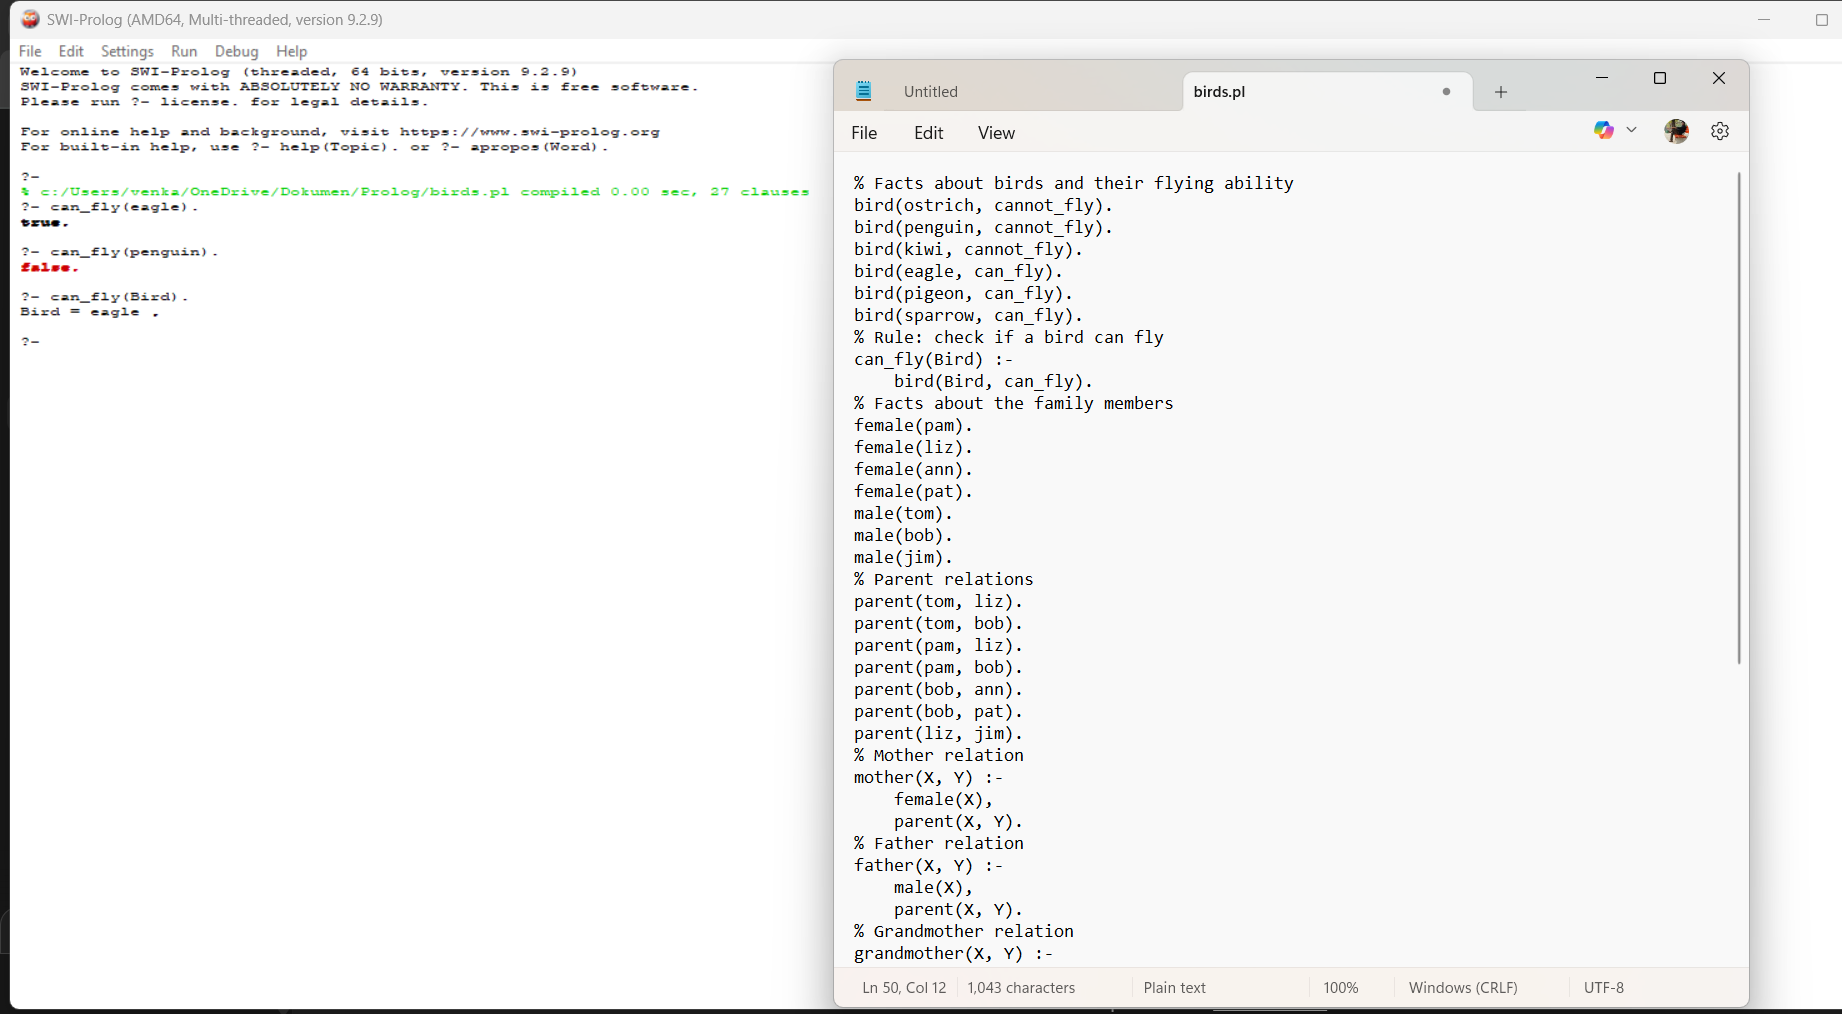 SWI-Prolog (AMD64, Multi-threaded, version 9.2.9)
File Edit Settings Run Debug Help
Welcome to SWI-Prolog (threaded, 64 bits, version 9.2.9)
SWI-Prolog comes with ABSOLUTELY NO WARRANTY. This is free software.
Please run ?- license. for legal details.
For online help and background, visit https://www.swi-prolog.org
For built-in help, use ?- help(Topic). or ?- apropos(Word).
?-
% c:/Users/venka/OneDrive/Dokumen/Prolog/birds.pl compiled 0.00 sec, 27 clauses
?- can_fly(eagle).
true.
?- can_fly(penguin).
false.
?- can_fly(Bird).
Bird = eagle .
?-
Untitled
birds.pl
File Edit View
% Facts about birds and their flying ability
bird(ostrich, cannot_fly).
bird(penguin, cannot_fly).
bird(kiwi, cannot_fly).
bird(eagle, can_fly).
bird(pigeon, can_fly).
bird(sparrow, can_fly).
% Rule: check if a bird can fly
can_fly(Bird) :-
    bird(Bird, can_fly).
% Facts about the family members
female(pam).
female(liz).
female(ann).
female(pat).
male(tom).
male(bob).
male(jim).
% Parent relations
parent(tom, liz).
parent(tom, bob).
parent(pam, liz).
parent(pam, bob).
parent(bob, ann).
parent(bob, pat).
parent(liz, jim).
% Mother relation
mother(X, Y) :-
    female(X),
    parent(X, Y).
% Father relation
father(X, Y) :-
    male(X),
    parent(X, Y).
% Grandmother relation
grandmother(X, Y) :-
Ln 50, Col 12 1,043 characters Plain text 100% Windows (CRLF) UTF-8